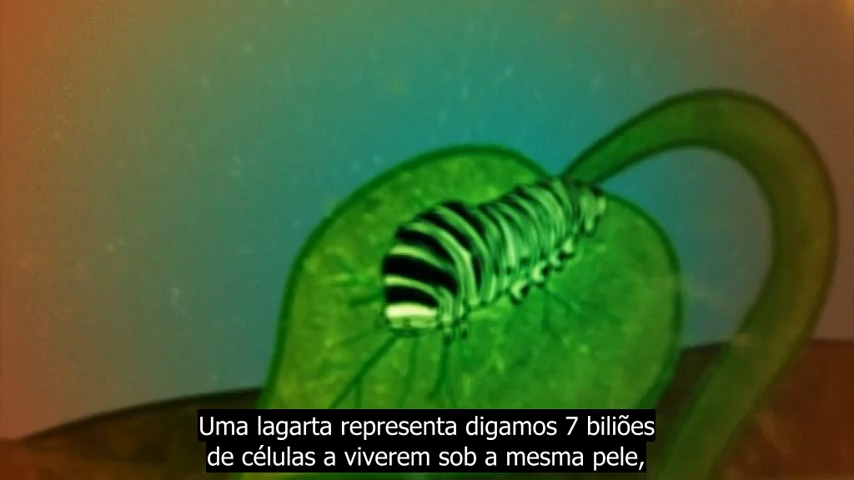 Uma lagarta representa digamos 7 biliões
de células a viverem sob a mesma pele,